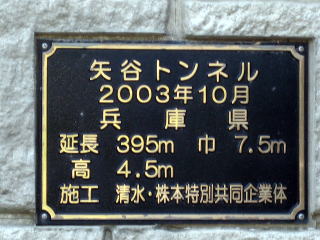 矢谷トンネル
2003年10月
兵庫県
延長 395m 巾 7.5m
高 4.5m
施工 清水・株本特別共同企業体